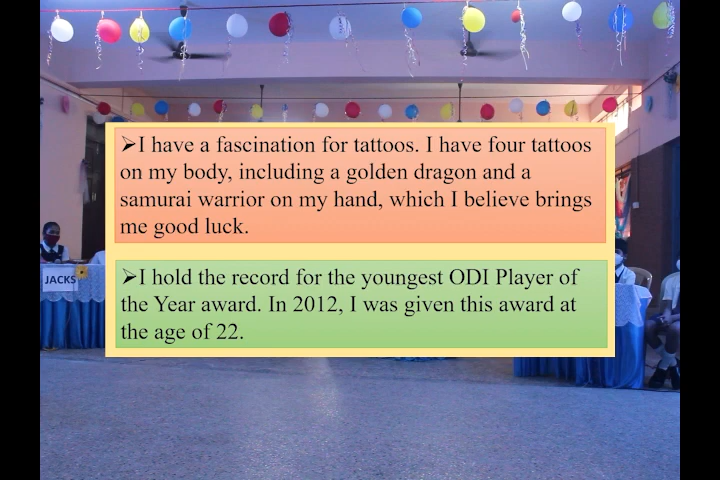 ➢I have a fascination for tattoos. I have four tattoos
on my body, including a golden dragon and a
samurai warrior on my hand, which I believe brings
me good luck.
➢I hold the record for the youngest ODI Player of
the Year award. In 2012, I was given this award at
the age of 22.
JACKS